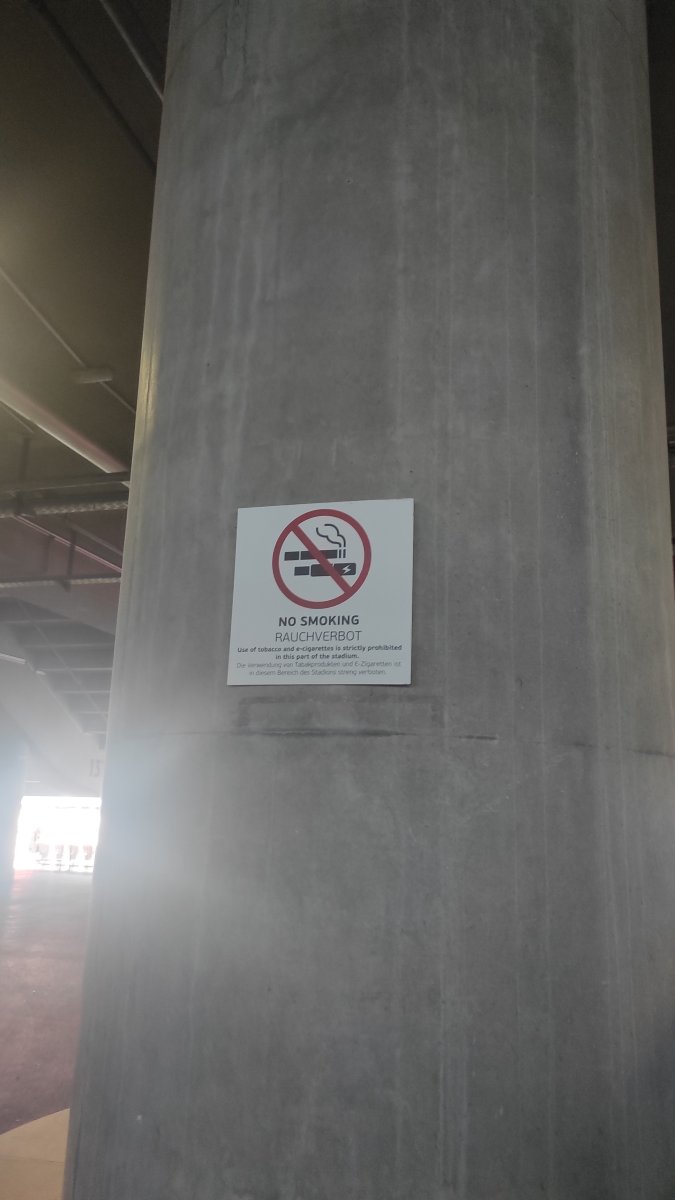 NO SMOKING
RAUCHVERBOT
Use of tobacco and e-cigarettes is strictly prohibited
in this part of the stadium.
Die Verwendung von Tabakprodukten und E-Zigaretten ist
in diesem Bereich des Stadions streng verboten.
13